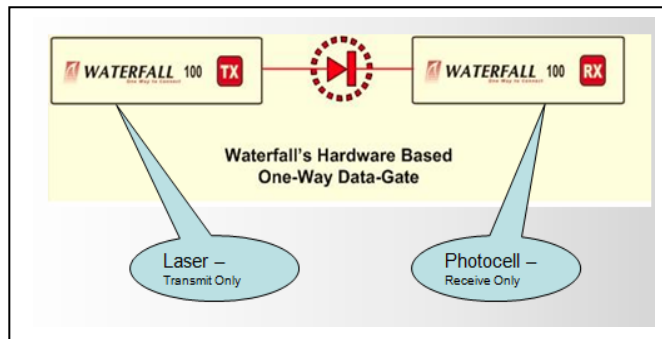 WATERFALL 100 TX
One Way to Connect
WATERFALL 100 RX
One Way to Connect
Waterfall's Hardware Based
One-Way Data-Gate
Laser –
Transmit Only
Photocell –
Receive Only